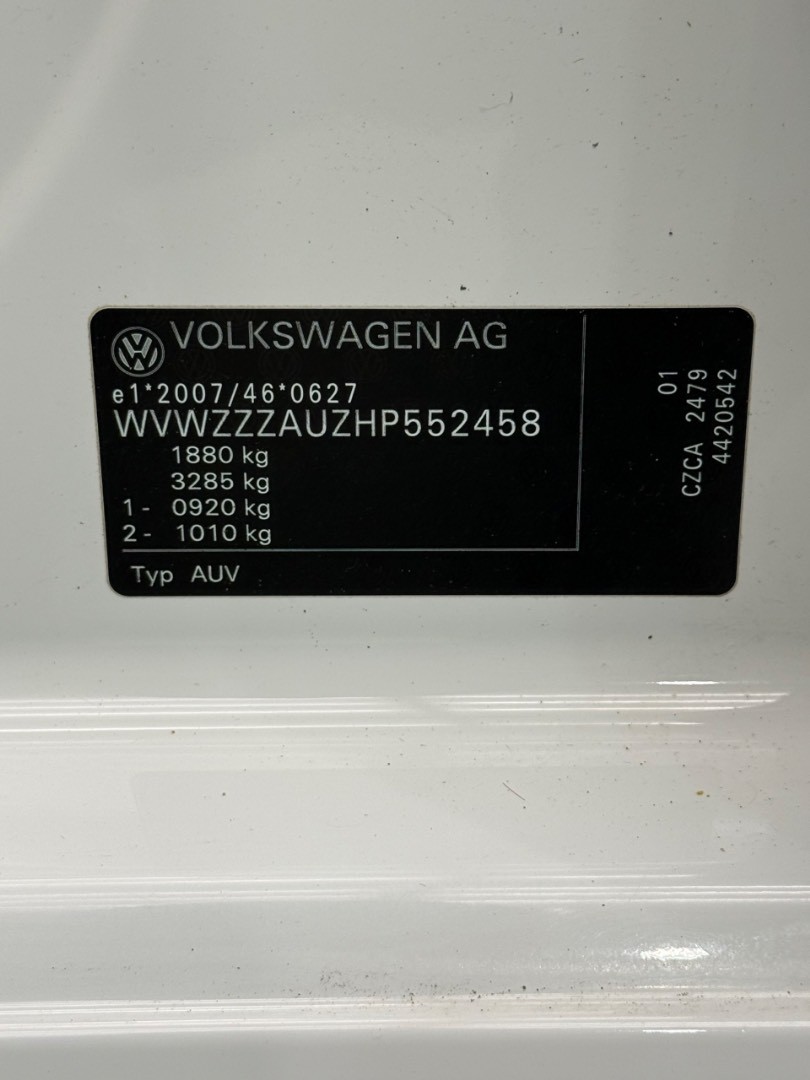 VOLKSWAGEN AG
e1*2007/46*0627
WVWZZZAUZHP552458
1880 kg
3285 kg
1- 0920 kg
2- 1010 kg
Typ AUV
01
CZCA 2479
4420542